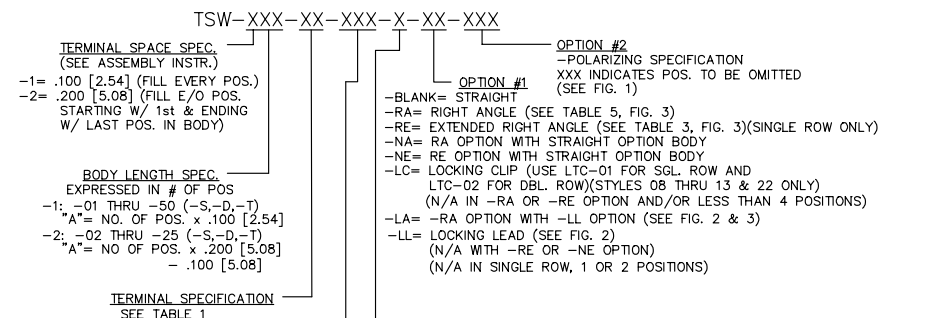 TSW-XXX-XX-XXX-X-XX-XXX
TERMINAL SPACE SPEC.
(SEE ASSEMBLY INSTR.)
-1= .100 [2.54] (FILL EVERY POS.)
-2= .200 [5.08] (FILL E/O POS.
STARTING W/ 1st & ENDING
W/ LAST POS. IN BODY)
BODY LENGTH SPEC.
EXPRESSED IN # OF POS
-1: -01 THRU -50 (-S,-D,-T)
"A"= NO. OF POS. x .100 [2.54]
-2: -02 THRU -25 (-S,-D,-T)
"A"= NO OF POS. x .200 [5.08]
- .100 [5.08]
TERMINAL SPECIFICATION
SEE TABLE 1
OPTION #2
-POLARIZING SPECIFICATION
XXX INDICATES POS. TO BE OMITTED
(SEE FIG. 1)
OPTION #1
-BLANK= STRAIGHT
-RA= RIGHT ANGLE (SEE TABLE 5, FIG. 3)
-RE= EXTENDED RIGHT ANGLE (SEE TABLE 3, FIG. 3)(SINGLE ROW ONLY)
-NA= RA OPTION WITH STRAIGHT OPTION BODY
-NE= RE OPTION WITH STRAIGHT OPTION BODY
-LC= LOCKING CLIP (USE LTC-01 FOR SGL. ROW AND
LTC-02 FOR DBL. ROW)(STYLES 08 THRU 13 & 22 ONLY)
(N/A IN -RA or -RE OPTION AND/OR LESS THAN 4 POSITIONS)
-LA= -RA OPTION WITH -LL OPTION (SEE FIG. 2 & 3)
-LL= LOCKING LEAD (SEE FIG. 2)
(N/A WITH -RE OR -NE OPTION)
(N/A IN SINGLE ROW, 1 OR 2 POSITIONS)